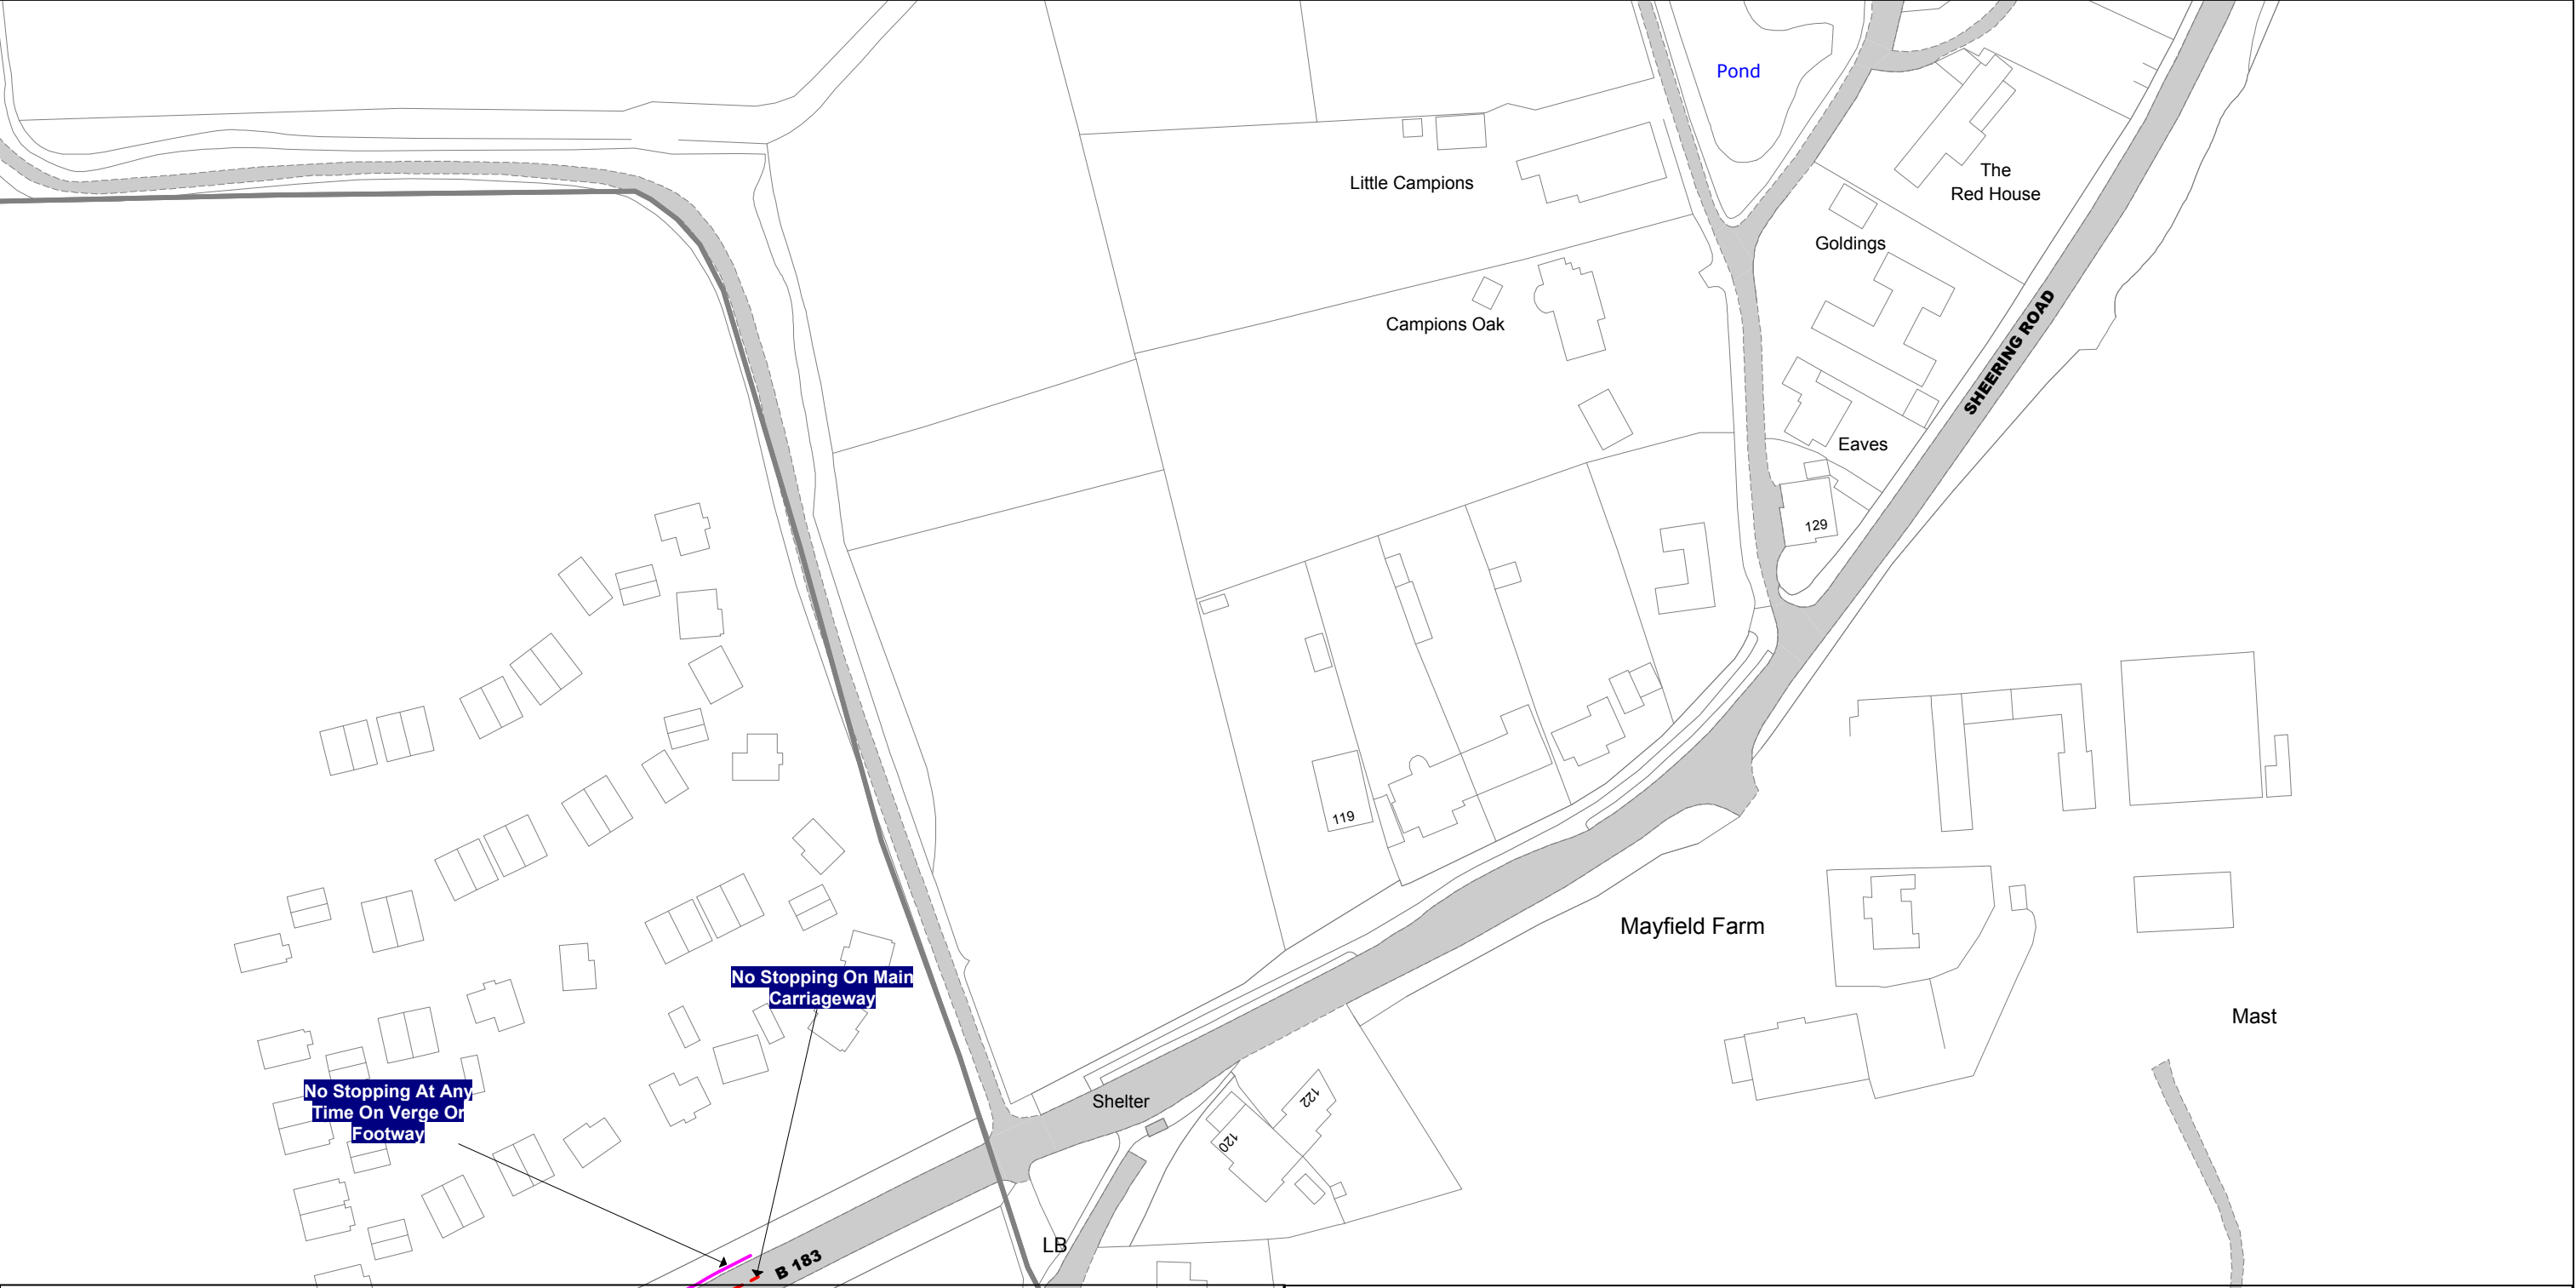 Pond
The
Red House
Little Campions
Goldings
Campions Oak
SHEERING ROAD
Eaves
129
119
Mayfield Farm
No Stopping On Main
Carriageway
Mast
No Stopping At Any
Time On Verge Or
Footway
Shelter
122
120
LB
B 183